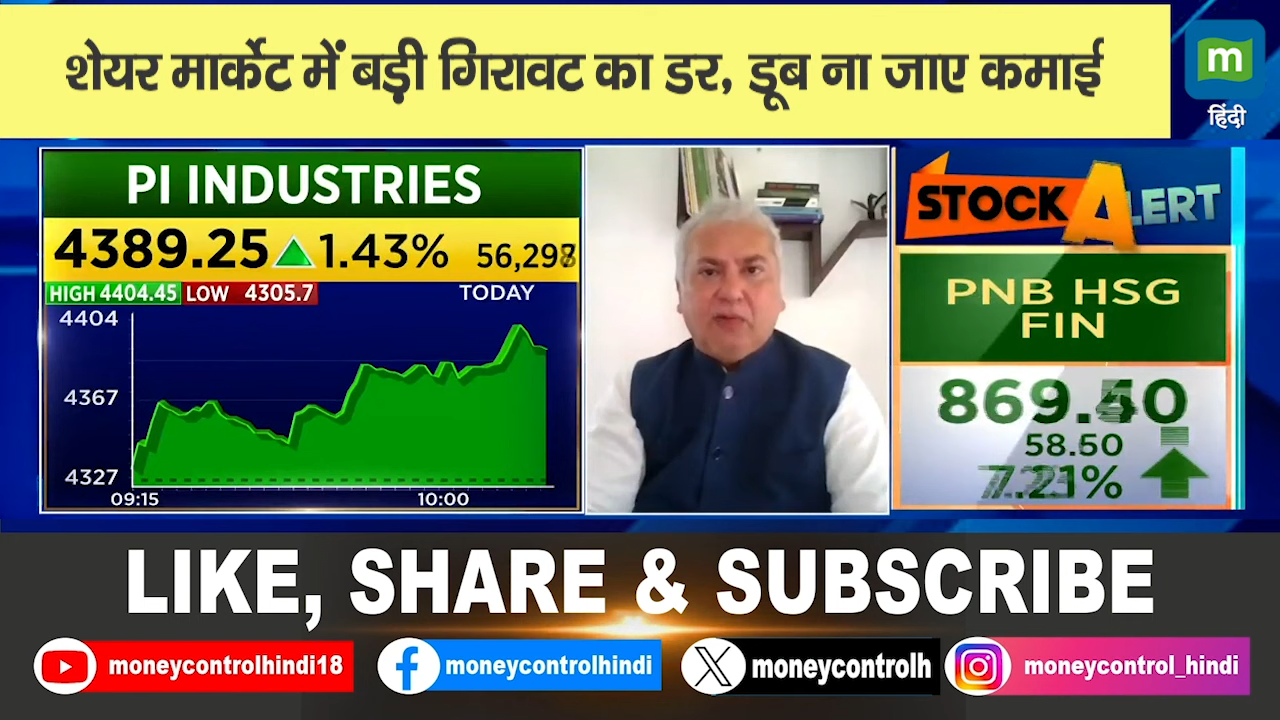 शेयर मार्केट में बड़ी गिरावट का डर, डूब ना जाए कमाई
m
हिंदी
PI INDUSTRIES
4389.25 1.43%
HIGH 4404.45 LOW 4305.7 TODAY
4404
4367
4327
09:15 10:00
STOCK ALERT
PNB HSG
FIN
58.50
LIKE, SHARE & SUBSCRIBE
moneycontrolhindi18
moneycontrolhindi
moneycontrolh
moneycontrol_hindi